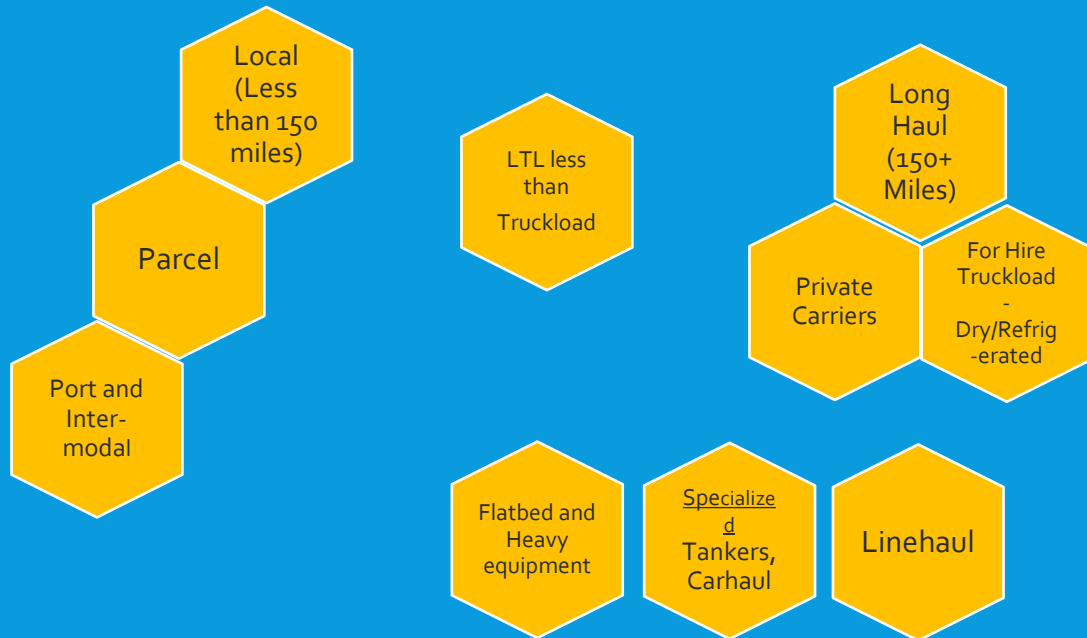 Local
(Less
than 150
miles)
Parcel
Port and
Inter-
modal
LTL less
than
Truckload
Long
Haul
(150+
Miles)
Private
Carriers
For Hire
Truckload
-
Dry/Refrig
-erated
Flatbed and
Heavy
equipment
Specialize
d
Tankers,
Carhaul
Linehaul